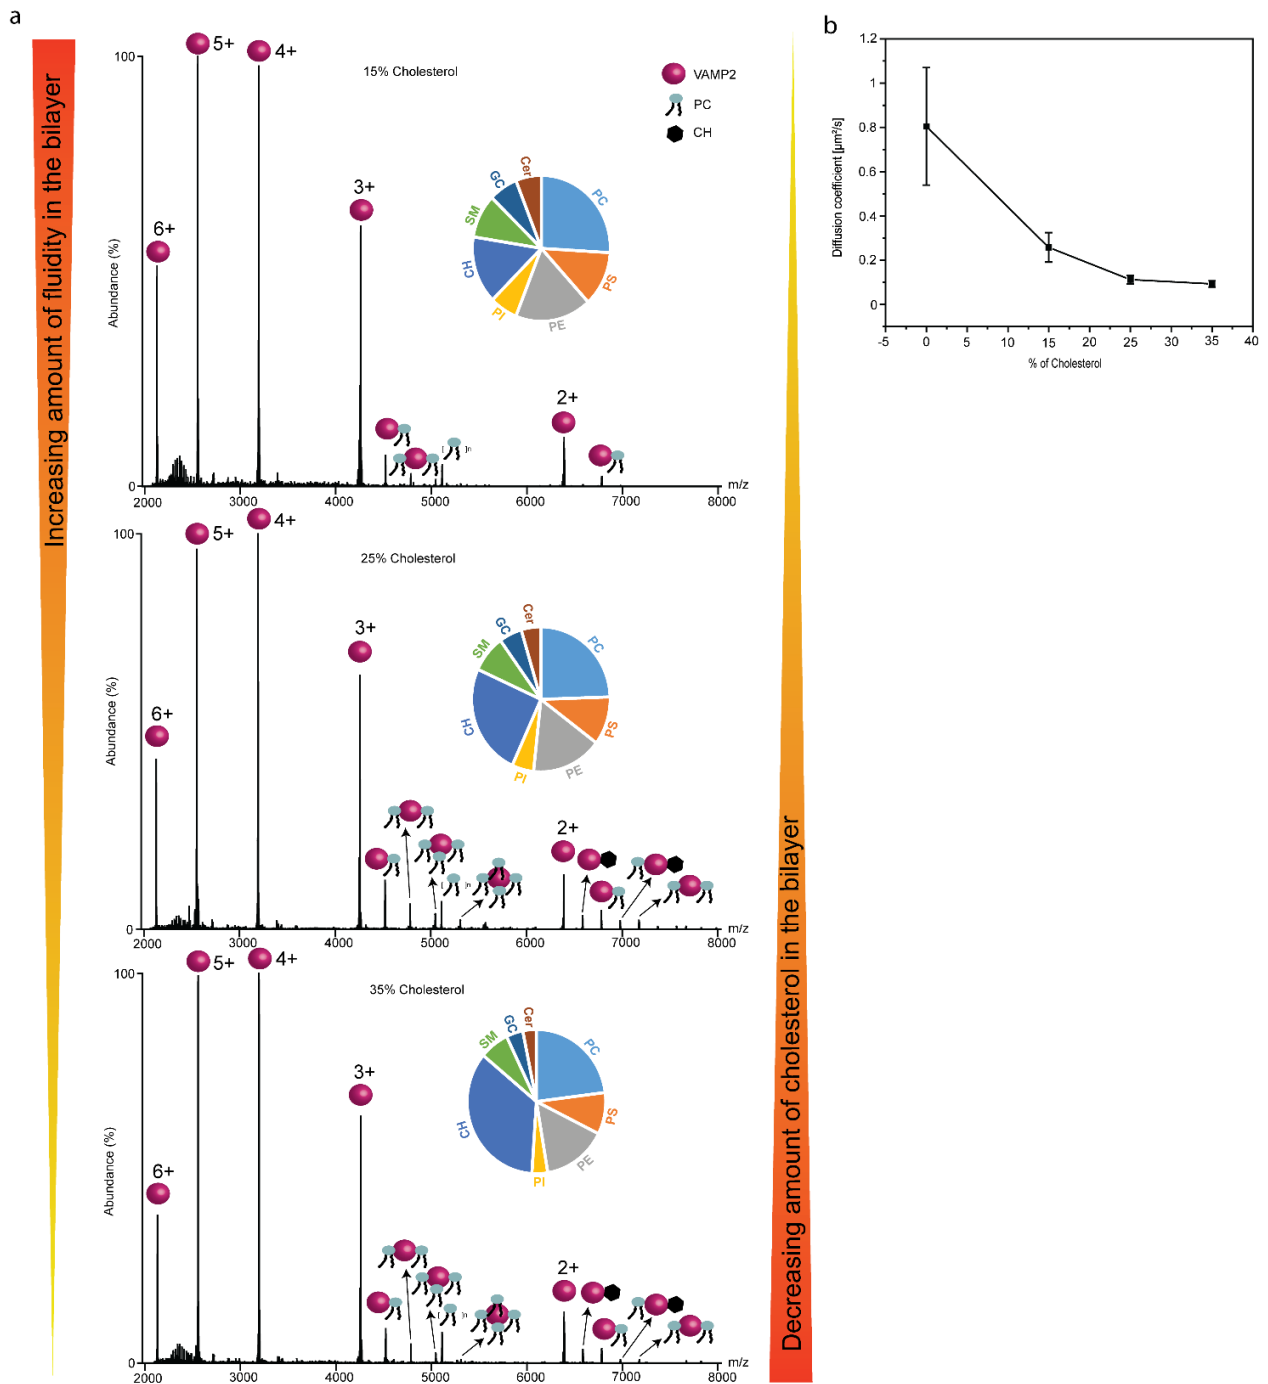 a
Increasing amount of fluidity in the bilayer
15% Cholesterol
VAMP2
PC
CH
100
Abundance (%)
0
6+
5+
4+
3+
2+
[ ]n
Cer
GC
SM
CH
PI
PE
PS
PC
2000 3000 4000 5000 6000 7000 8000
m/z
25% Cholesterol
100
Abundance (%)
0
6+
5+
4+
3+
2+
[ ]n
Cer
GC
SM
CH
PI
PE
PS
PC
2000 3000 4000 5000 6000 7000 8000
m/z
35% Cholesterol
100
Abundance (%)
0
6+
5+
4+
3+
2+
[ ]n
Cer
GC
SM
CH
PI
PE
PS
PC
2000 3000 4000 5000 6000 7000 8000
m/z
Decreasing amount of cholesterol in the bilayer
b
Diffusion coefficient [µm²/s]
1.2
1
0.8
0.6
0.4
0.2
0
-5 0 5 10 15 20 25 30 35 40
% of Cholesterol